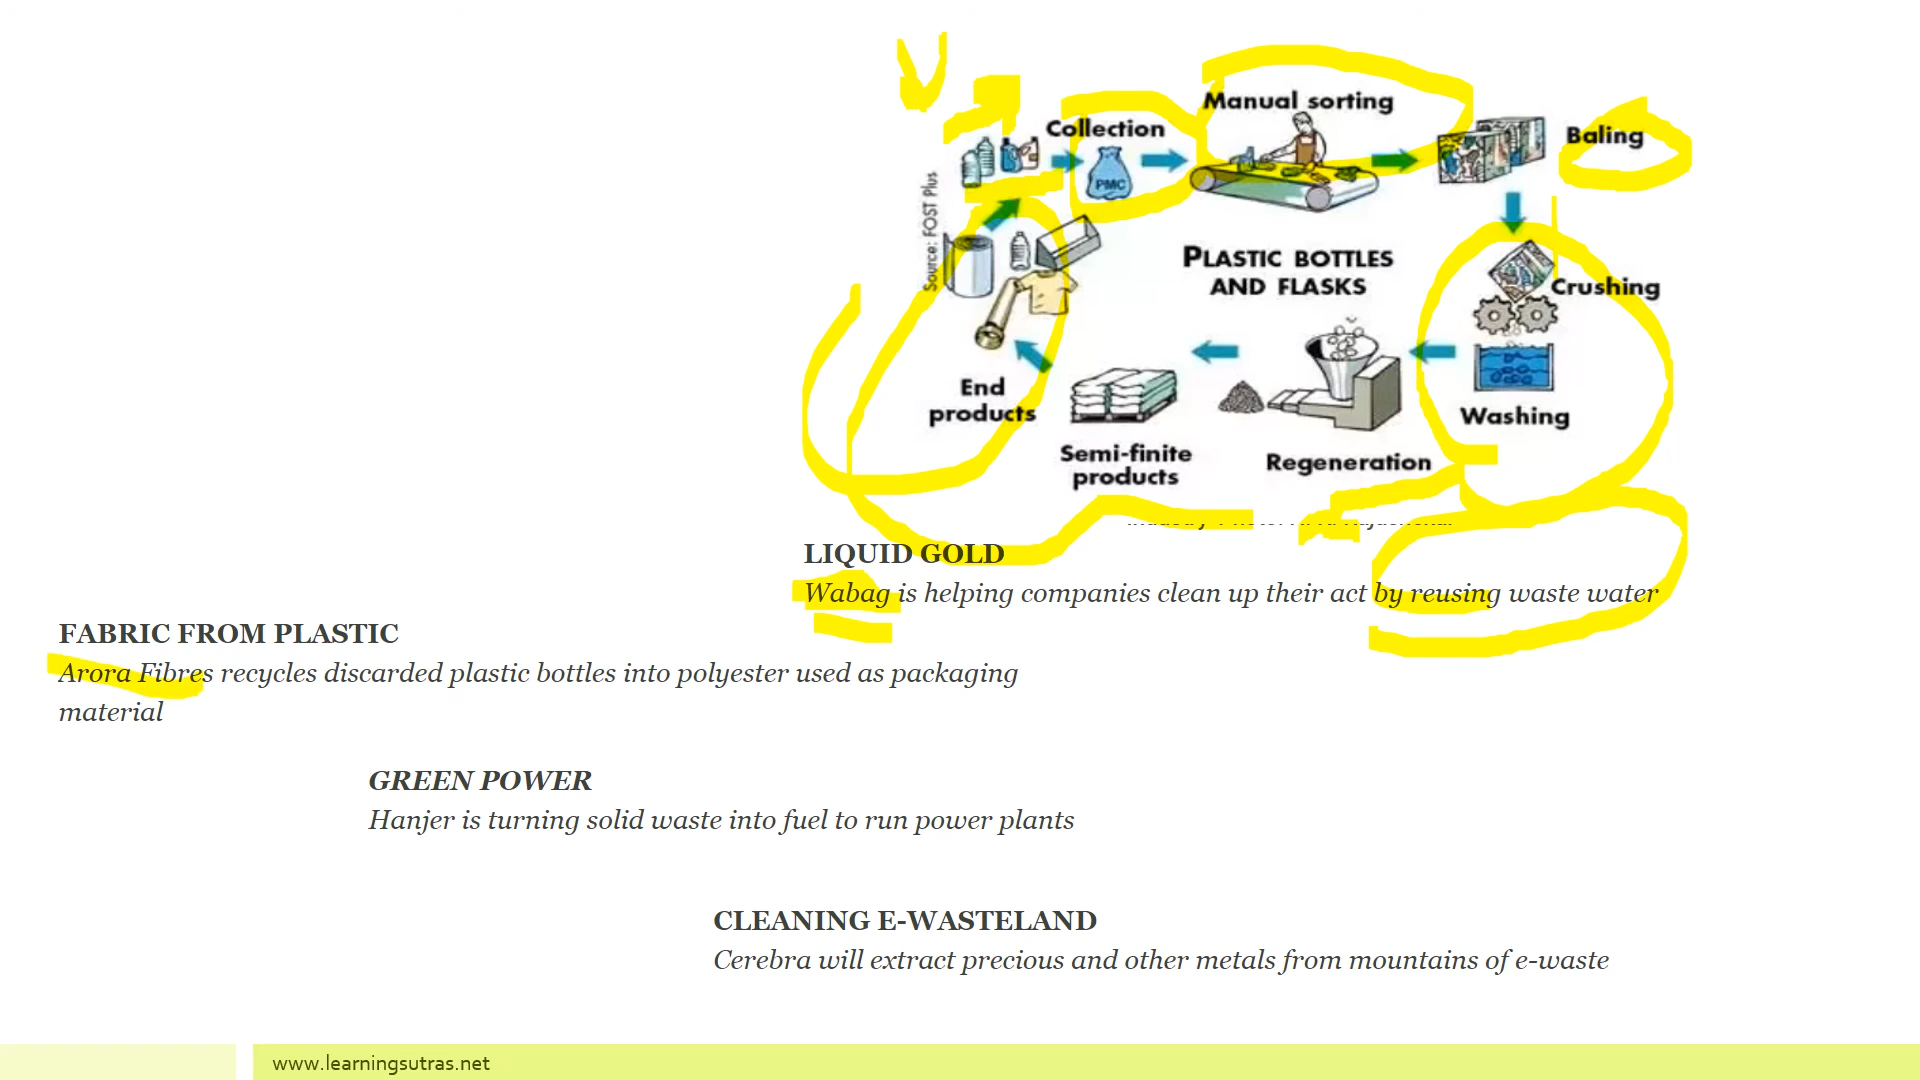 Manual sorting
Collection
Baling
PMC
Source: FOST Plus
PLASTIC BOTTLES
AND FLASKS
Crushing
End
products
Washing
Semi-finite
products
Regeneration
LIQUID GOLD
Wabag is helping companies clean up their act by reusing waste water
FABRIC FROM PLASTIC
Arora Fibres recycles discarded plastic bottles into polyester used as packaging
material
GREEN POWER
Hanjer is turning solid waste into fuel to run power plants
CLEANING E-WASTELAND
Cerebra will extract precious and other metals from mountains of e-waste
www.learningsutras.net